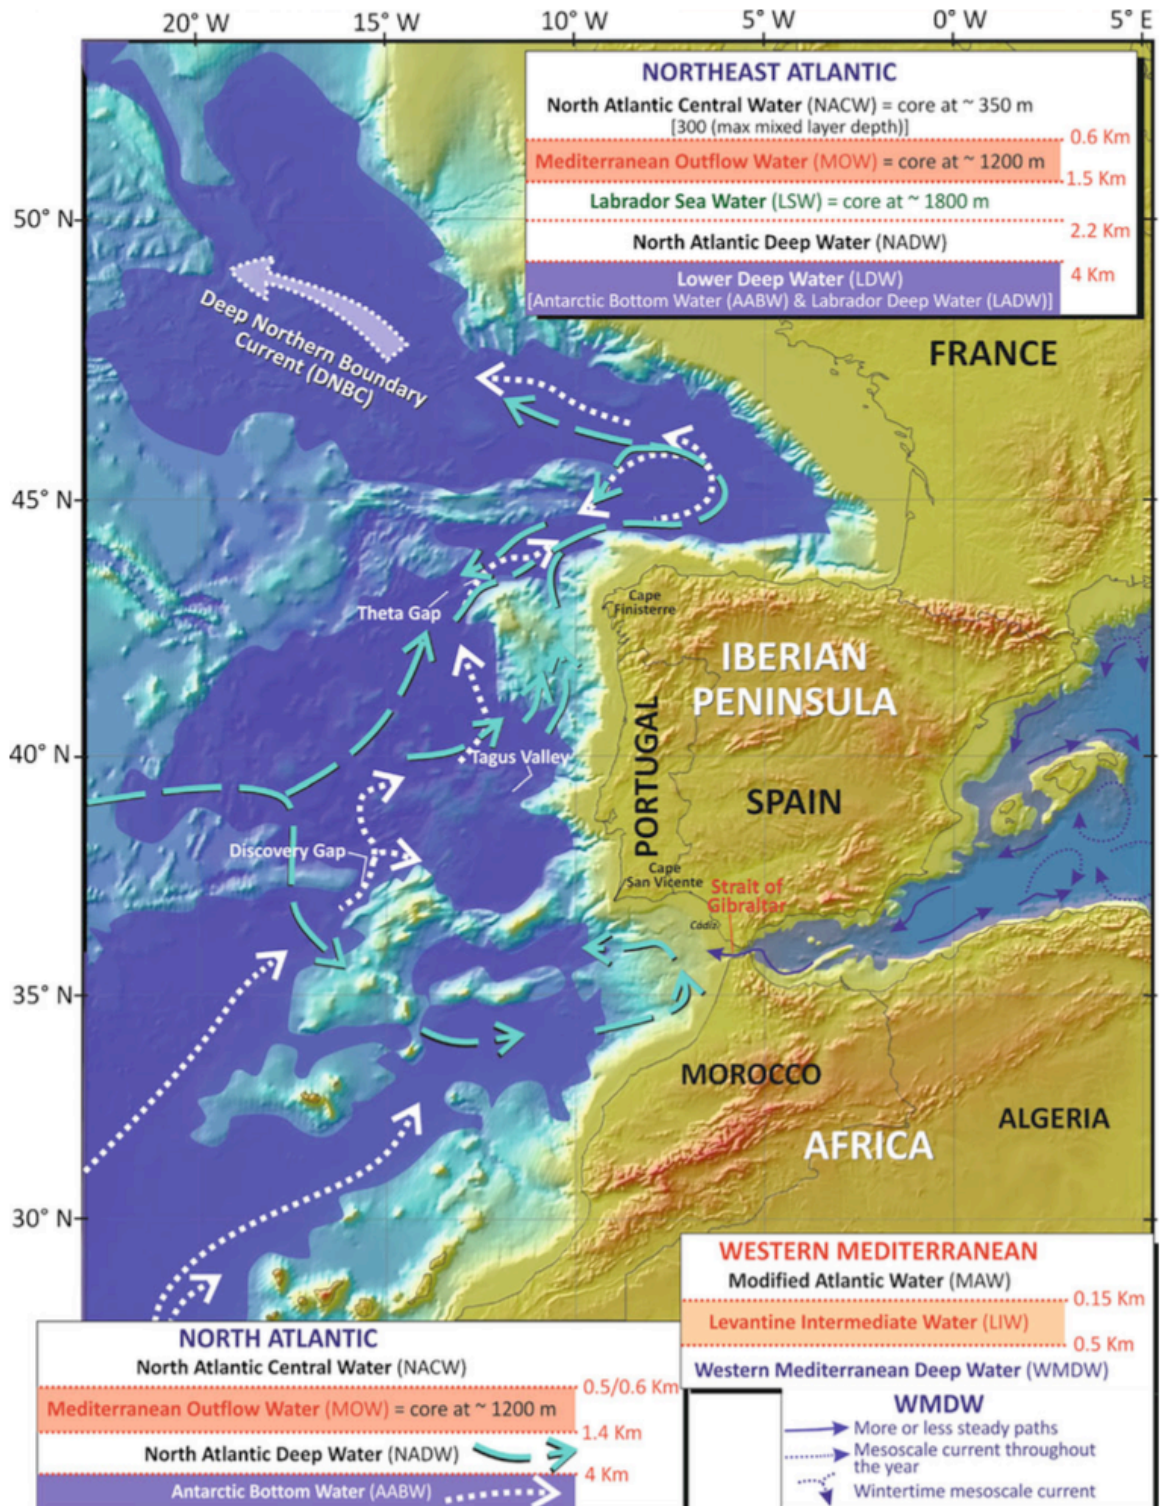 20° W 15° W 10° W 5° W 0° W 5° E
NORTHEAST ATLANTIC
North Atlantic Central Water (NACW) = core at ~ 350 m
[300 (max mixed layer depth)]
0.6 Km
Mediterranean Outflow Water (MOW) = core at ~ 1200 m
1.5 Km
Labrador Sea Water (LSW) = core at ~ 1800 m
2.2 Km
North Atlantic Deep Water (NADW)
4 Km
Lower Deep Water (LDW)
[Antarctic Bottom Water (AABW) & Labrador Deep Water (LADW)]
50° N
Deep Northern Boundary
Current (DNBC)
FRANCE
45° N
Theta Gap
Cape
Finisterre
IBERIAN
PENINSULA
PORTUGAL
40° N
Tagus Valley
SPAIN
Discovery Gap
Cape
San Vicente
Strait of
Gibraltar
Cádiz
35° N
MOROCCO
ALGERIA
AFRICA
30° N
WESTERN MEDITERRANEAN
Modified Atlantic Water (MAW)
0.15 Km
Levantine Intermediate Water (LIW)
0.5 Km
Western Mediterranean Deep Water (WMDW)
WMDW
More or less steady paths
Mesoscale current throughout
the year
Wintertime mesoscale current
NORTH ATLANTIC
North Atlantic Central Water (NACW)
0.5/0.6 Km
Mediterranean Outflow Water (MOW) = core at ~ 1200 m
1.4 Km
North Atlantic Deep Water (NADW)
4 Km
Antarctic Bottom Water (AABW)